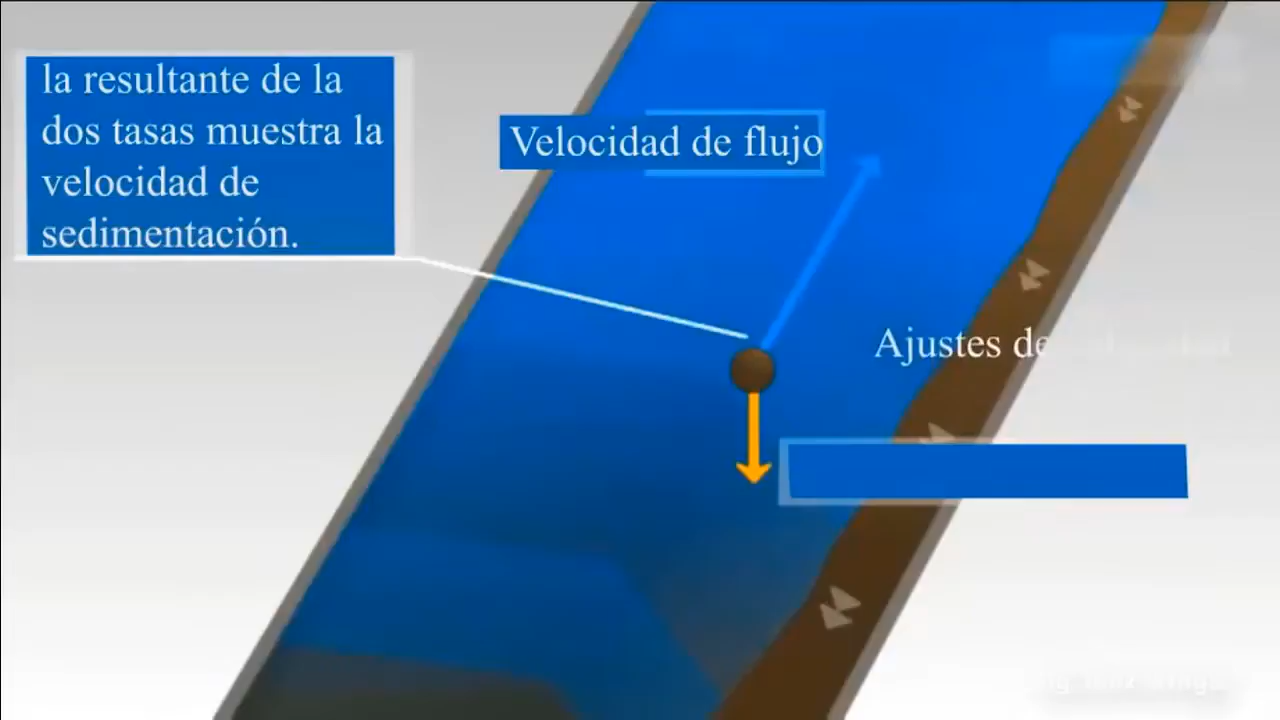 la resultante de la
dos tasas muestra la
velocidad de
sedimentación.
Velocidad de flujo
Ajustes de